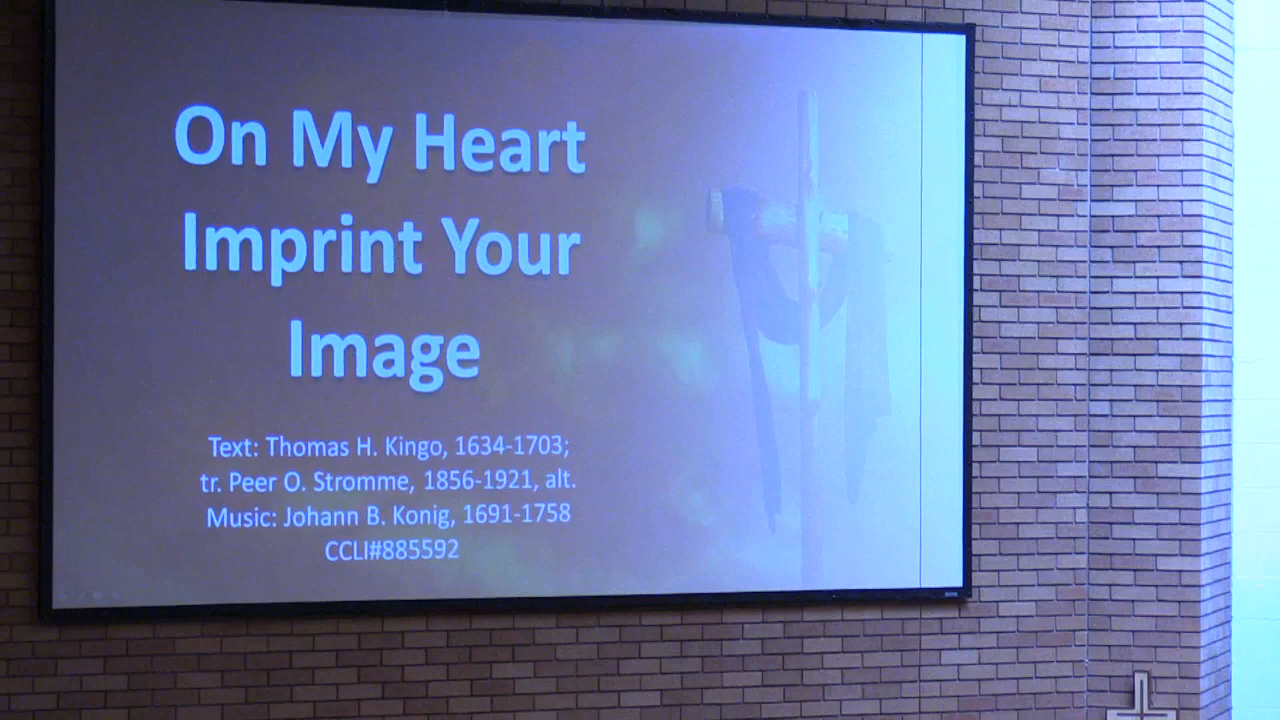 On My Heart
Imprint Your
Image
Text: Thomas H. Kingo, 1634-1703;
tr. Peer O. Stromme, 1856-1921, alt.
Music: Johann B. Konig, 1691-1758
CCLI#885592